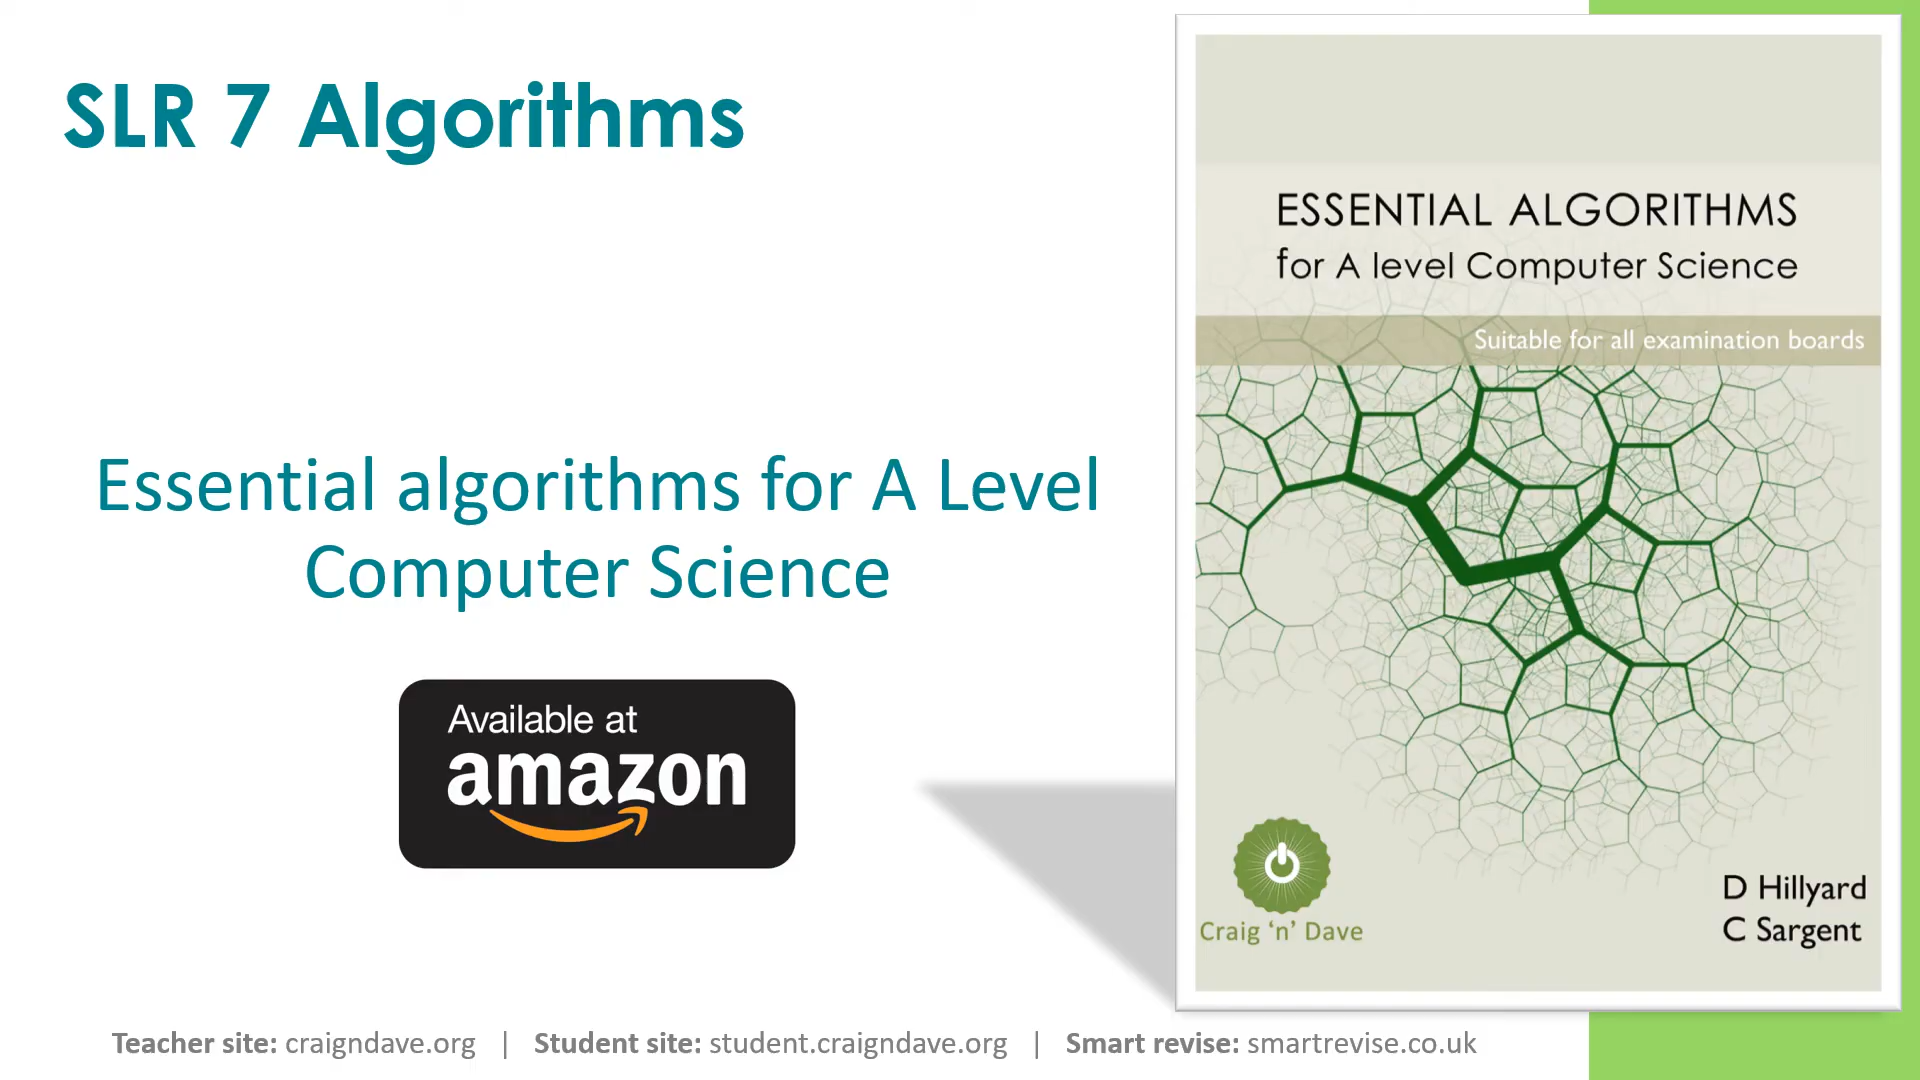 SLR 7 Algorithms
Essential algorithms for A Level
Computer Science
Available at
amazon
ESSENTIAL ALGORITHMS
for A level Computer Science
Suitable for all examination boards
Craig ‘n’ Dave
D Hillyard
C Sargent
Teacher site: craigndave.org | Student site: student.craigndave.org | Smart revise: smartrevise.co.uk